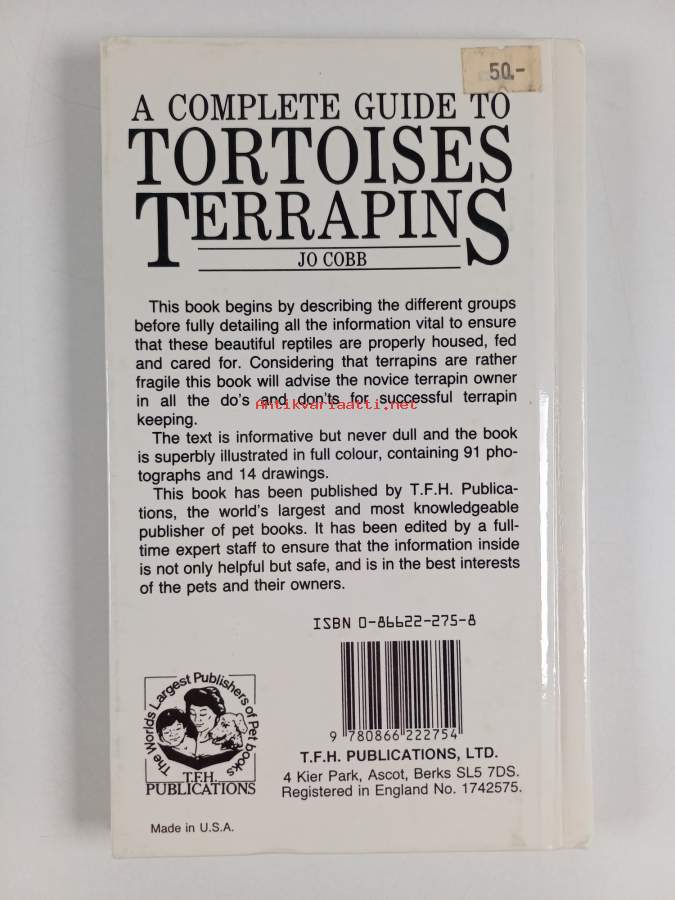 50.-
A COMPLETE GUIDE TO
TORTOISES
TERRAPINS
JO COBB
This book begins by describing the different groups
before fully detailing all the information vital to ensure
that these beautiful reptiles are properly housed, fed
and cared for. Considering that terrapins are rather
fragile this book will advise the novice terrapin owner
in all the do's and don'ts for successful terrapin
Antikvariaatti.net
keeping.
The text is informative but never dull and the book
is superbly illustrated in full colour, containing 91 pho-
tographs and 14 drawings.
This book has been published by T.F.H. Publica-
tions, the world's largest and most knowledgeable
publisher of pet books. It has been edited by a full-
time expert staff to ensure that the information inside
is not only helpful but safe, and is in the best interests
of the pets and their owners.
ISBN 0-86622-275-8
9 780866 222754
The Worlds Largest Publishers of Pet books
T.F.H.
PUBLICATIONS
T.F.H. PUBLICATIONS, LTD.
4 Kier Park, Ascot, Berks SL5 7DS.
Registered in England No. 1742575.
Made in U.S.A.